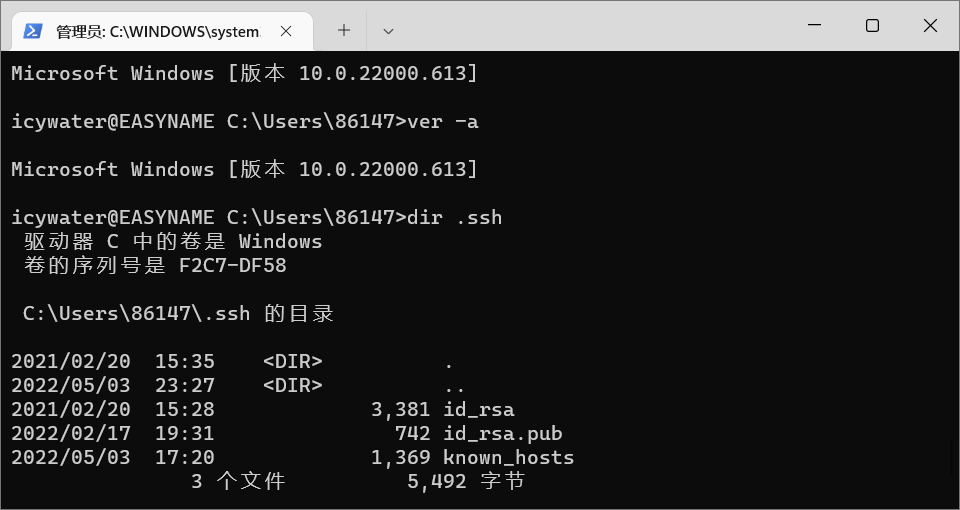 管理员: C:\WINDOWS\system
Microsoft Windows [版本 10.0.22000.613]
icywater@EASYNAME C:\Users\86147>ver -a
Microsoft Windows [版本 10.0.22000.613]
icywater@EASYNAME C:\Users\86147>dir .ssh
驱动器 C 中的卷是 Windows
卷的序列号是 F2C7-DF58
C:\Users\86147\.ssh 的目录
2021/02/20  15:35    <DIR>          .
2022/05/03  23:27    <DIR>          ..
2021/02/20  15:28             3,381 id_rsa
2022/02/17  19:31               742 id_rsa.pub
2022/05/03  17:20             1,369 known_hosts
3 个文件          5,492 字节